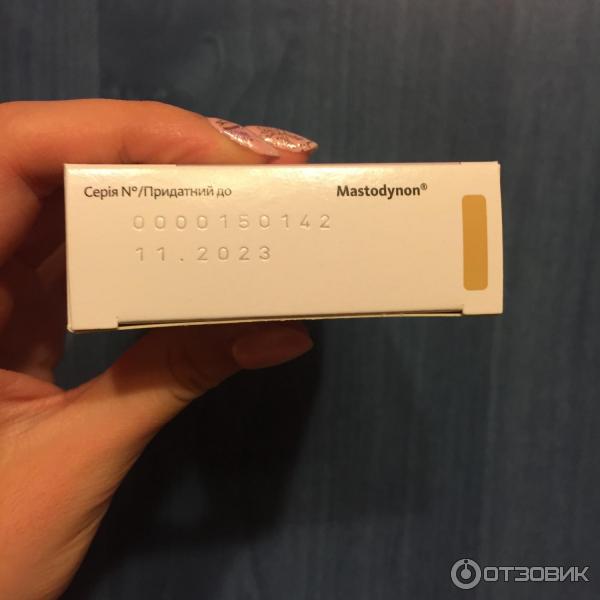 Серія N°/Придатний до
Mastodynon®
0000150142
11.2023
ОТЗОВИК